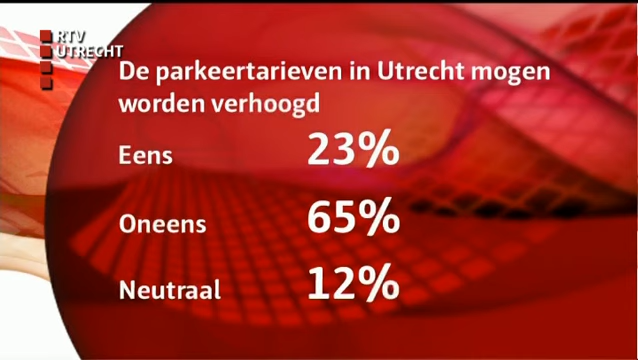 RTV
UTRECHT
De parkeertarieven in Utrecht mogen
worden verhoogd
Eens 23%
Oneens 65%
Neutraal 12%